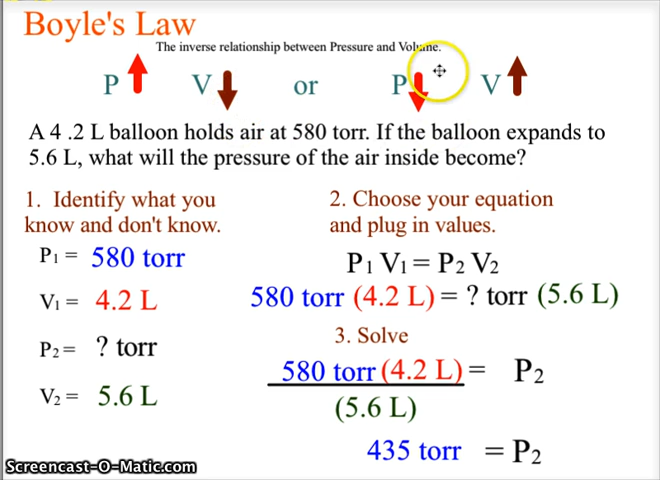 Boyle's Law
The inverse relationship between Pressure and Volume.
P V or P V
A 4 .2 L balloon holds air at 580 torr. If the balloon expands to
5.6 L, what will the pressure of the air inside become?
1. Identify what you
know and don't know.
P1 = 580 torr
V1 = 4.2 L
P2 = ? torr
V2 = 5.6 L
2. Choose your equation
and plug in values.
P1 V1 = P2 V2
580 torr (4.2 L) = ? torr (5.6 L)
3. Solve
580 torr (4.2 L) = P2
(5.6 L)
435 torr = P2
Screencast-O-Matic.com